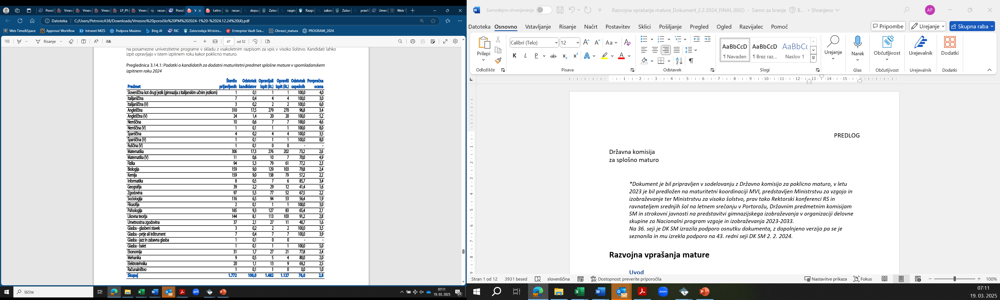 Poroč
Vmesr
Vmesr
Vmesr
LP_PM
Vmesr
racun.
Poroč
V
Letno_
racun.
dopus
Zakor
razpis
Razpis
zakor
Zakor
pravil
Umest
Web T
Datoteka
C:/Users/PetrovicA38/Downloads/Vmesno%20poročilo%20PM%202024-1%20-%2024.12.24%20(4).pdf
Web Time&Space
Approval Workflow
Intranet MIZS
Podpora Maximo
Bing AI
RIC
Zakonodaja Ministrs...
Enterprise Vault Sea...
Obrazci_matura
PROGRAMI_2024
Risanje
47 od 52
na posamezne univerzitetne programe v skladu z vsakoletnim razpisom za vpis v visoko šolstvo. Kandidati lahko
izpit opravljajo v istem izpitnem roku kakor poklicno maturo.
Preglednica 3.14.1: Podatki o kandidatih za dodatni maturitetni predmet splošne mature v spomladanskem
izpitnem roku 2024
Število Odstotek Opravljali Opravili Odstotek Povprečna
Predmet prijavljenih kandidatov izpit (št.) izpit (št.) uspešnih ocena
Slovenščina kot drugi jezik (gimnazija z italijanskim učnim jezikom) 1 0,1 1 1 100,0 4,0
Italijanščina 7 0,4 4 4 100,0 3,0
Italijanščina (V) 3 0,2 2 2 100,0 6,0
Angleščina 310 17,5 279 270 96,8 3,4
Angleščina (V) 24 1,4 20 20 100,0 5,2
Nemščina 10 0,6 7 7 100,0 4,6
Nemščina (V) 1 0,1 1 1 100,0 8,0
Španščina 4 0,2 4 4 100,0 3,5
Španščina (V) 1 0,1 1 1 100,0 8,0
Ruščina (V) 1 0,1 0 0 - -
Matematika 306 17,3 276 202 73,2 2,6
Matematika (V) 11 0,6 10 7 70,0 4,9
Fizika 94 5,3 79 61 77,2 2,3
Biologija 159 9,0 129 103 79,8 2,4
Kemija 159 9,0 138 79 57,2 2,2
Informatika 8 0,5 7 6 85,7 3,4
Geografija 39 2,2 29 12 41,4 1,6
Zgodovina 97 5,5 77 52 67,5 2,2
Sociologija 116 6,5 94 53 56,4 1,9
Filozofija 2 0,1 1 1 100,0 3,0
Psihologija 165 9,3 127 83 65,4 2,1
Likovna teorija 144 8,1 113 103 91,2 2,8
Umetnostna zgodovina 37 2,1 27 11 40,7 1,6
Glasba - glasbeni stavek 3 0,2 2 2 100,0 3,5
Glasba - petje ali inštrument 7 0,4 7 7 100,0 3,9
Glasba - jazz in zabavna glasba 1 0,1 0 0 - -
Glasba - balet 1 0,1 1 1 100,0 5,0
Ekonomija 31 1,7 27 21 77,8 2,4
Mehanika 9 0,5 5 4 80,0 2,0
Elektrotehnika 20 1,1 13 9 69,2 2,5
Računalništvo 1 0,1 1 0 0,0 1,0
Skupaj 1.772 100,0 1.482 1.127 76,0 2,8
Iščite
07:11
19. 03. 2025
21
Samodejno shranjevanje
Razvojna vprašanja mature_Dokument_2.2.2024_FINAL (002) - Samo za branje
B... • Shranjeno
AP
Datoteka Osnovno Vstavljanje Risanje Načrt Postavitev Sklici Pošiljanje Pregled Ogled Razvijalec Pomoč
Pripombe
Urejanje
Skupna raba
Prilepi
Odložišče
Calibri (Telo) 12
K L P ab x₂ x²
Pisava
Odstavek
AaBbCcD AaBbCcD AaBbCc
¶ Navaden ¶ Brez raz... Naslov 1
Slogi
Urejanje
Narek
Glas
Občutljivost
Občutljivost
Urejevalnik
Urejevalnik
Dodatki
Dodatki
1 2 3 4 5 6 7 8 9 10 11 12 13 14 15
PREDLOG
Državna komisija
za splošno maturo
*Dokument je bil pripravljen v sodelovanju z Državno komisijo za poklicno maturo, v letu
2023 je bil predložen na maturitetni koordinaciji MVI, predstavljen Ministrstvu za vzgojo in
izobraževanje ter Ministrstvu za visoko šolstvo, prav tako Rektorski konferenci RS in
ravnateljem srednjih šol na letnem srečanju v Portorožu, Državnim predmetnim komisijam
SM in strokovni javnosti na predstavitvi gimnazijskega izobraževanja v organizaciji delovne
skupine za Nacionalni program vzgoje in izobraževanja 2023-2033.
Na 36. seji je DK SM izrazila podporo osnutku dokumenta, z dopolnjeno verzijo pa se je
seznanila in mu izrekla podporo na 43. redni seji DK SM 2. 2. 2024.
Razvojna vprašanja mature
Uvod
Stran 1 od 12
3931 besed
slovenščina
Dostopnost: preverite priporočila
Nastavitve prikaza
Fokus
100%
07:11
19. 03. 2025